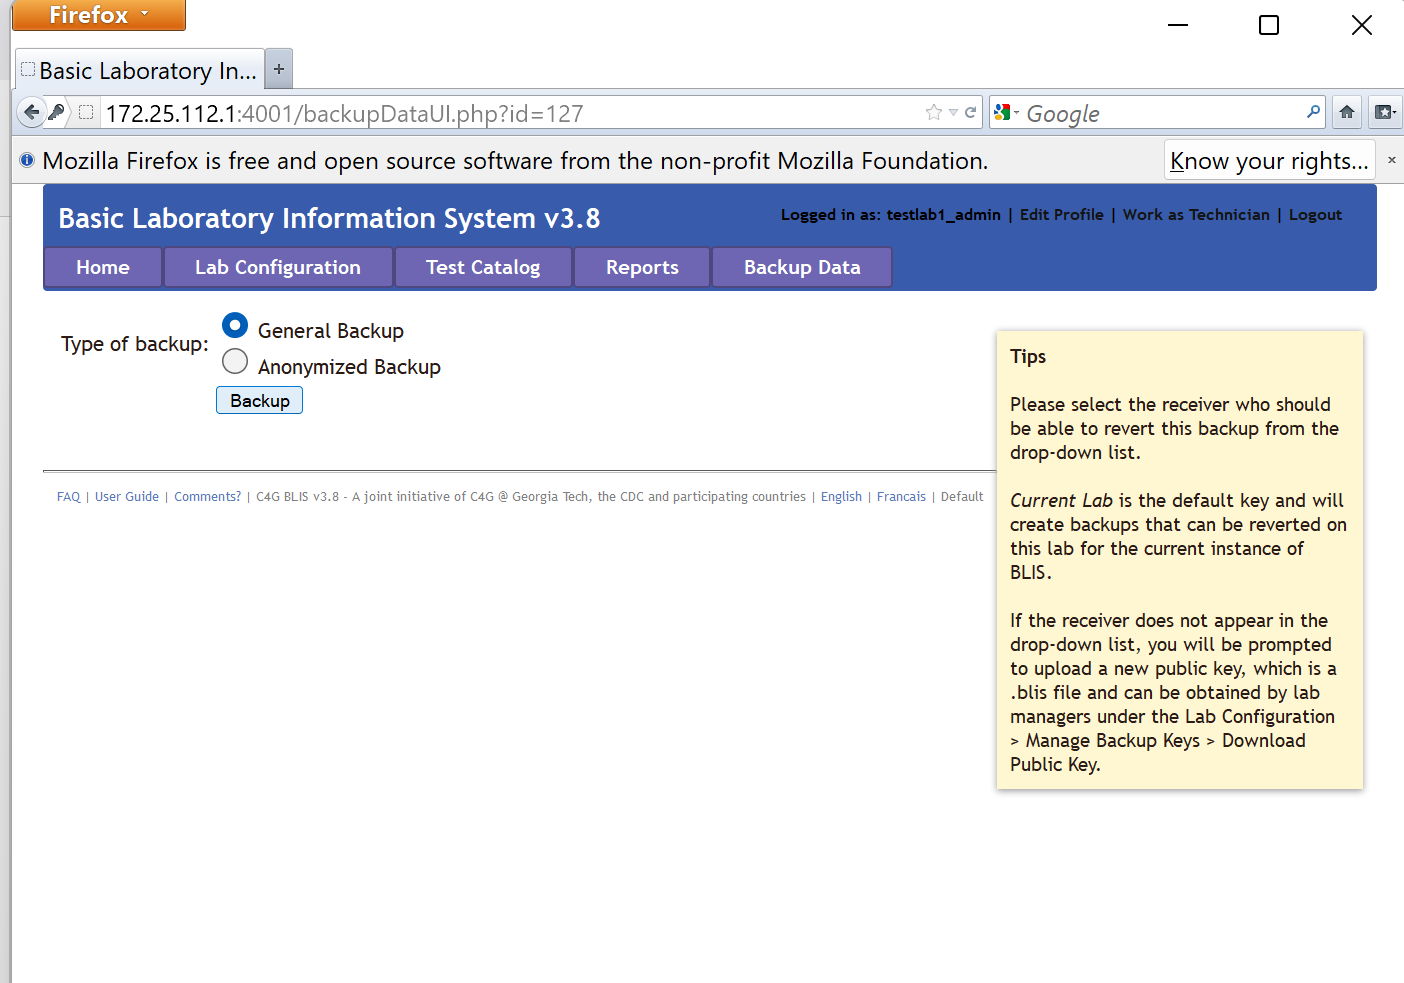 Firefox
Basic Laboratory In...
+
172.25.112.1:4001/backupDataUI.php?id=127
Google
Mozilla Firefox is free and open source software from the non-profit Mozilla Foundation.
Know your rights...
×
Basic Laboratory Information System v3.8
Logged in as: testlab1_admin | Edit Profile | Work as Technician | Logout
Home
Lab Configuration
Test Catalog
Reports
Backup Data
Type of backup:
General Backup
Anonymized Backup
Backup
Tips
Please select the receiver who should
be able to revert this backup from the
drop-down list.
Current Lab is the default key and will
create backups that can be reverted on
this lab for the current instance of
BLIS.
If the receiver does not appear in the
drop-down list, you will be prompted
to upload a new public key, which is a
.blis file and can be obtained by lab
managers under the Lab Configuration
> Manage Backup Keys > Download
Public Key.
FAQ | User Guide | Comments? | C4G BLIS v3.8 - A joint initiative of C4G @ Georgia Tech, the CDC and participating countries | English | Francais | Default